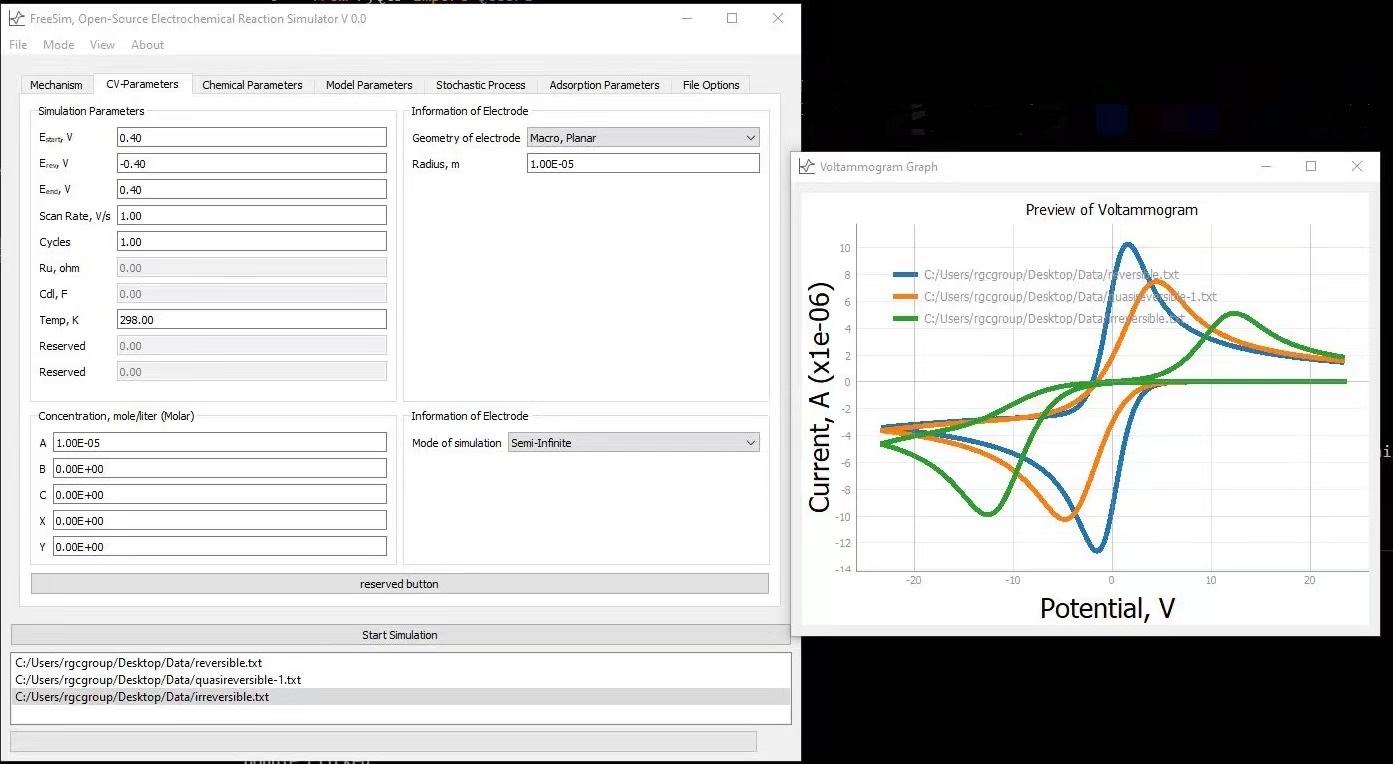 FreeSim, Open-Source Electrochemical Reaction Simulator V 0.0
File Mode View About
Mechanism CV-Parameters Chemical Parameters Model Parameters Stochastic Process Adsorption Parameters File Options
Simulation Parameters
Estart, V 0.40
Erev, V -0.40
Eend, V 0.40
Scan Rate, V/s 1.00
Cycles 1.00
Ru, ohm 0.00
Cdl, F 0.00
Temp, K 298.00
Reserved 0.00
Reserved 0.00
Information of Electrode
Geometry of electrode Macro, Planar
Radius, m 1.00E-05
Concentration, mole/liter (Molar)
A 1.00E-05
B 0.00E+00
C 0.00E+00
X 0.00E+00
Y 0.00E+00
Information of Electrode
Mode of simulation Semi-Infinite
reserved button
Start Simulation
C:/Users/rgcgroup/Desktop/Data/reversible.txt
C:/Users/rgcgroup/Desktop/Data/quasireversible-1.txt
C:/Users/rgcgroup/Desktop/Data/irreversible.txt
Voltammogram Graph
Preview of Voltammogram
C:/Users/rgcgroup/Desktop/Data/reversible.txt
C:/Users/rgcgroup/Desktop/Data/quasireversible-1.txt
C:/Users/rgcgroup/Desktop/Data/irreversible.txt
Current, A (x1e-06)
10
8
6
4
2
0
-2
-4
-6
-8
-10
-12
-14
-20 -10 0 10 20
Potential, V